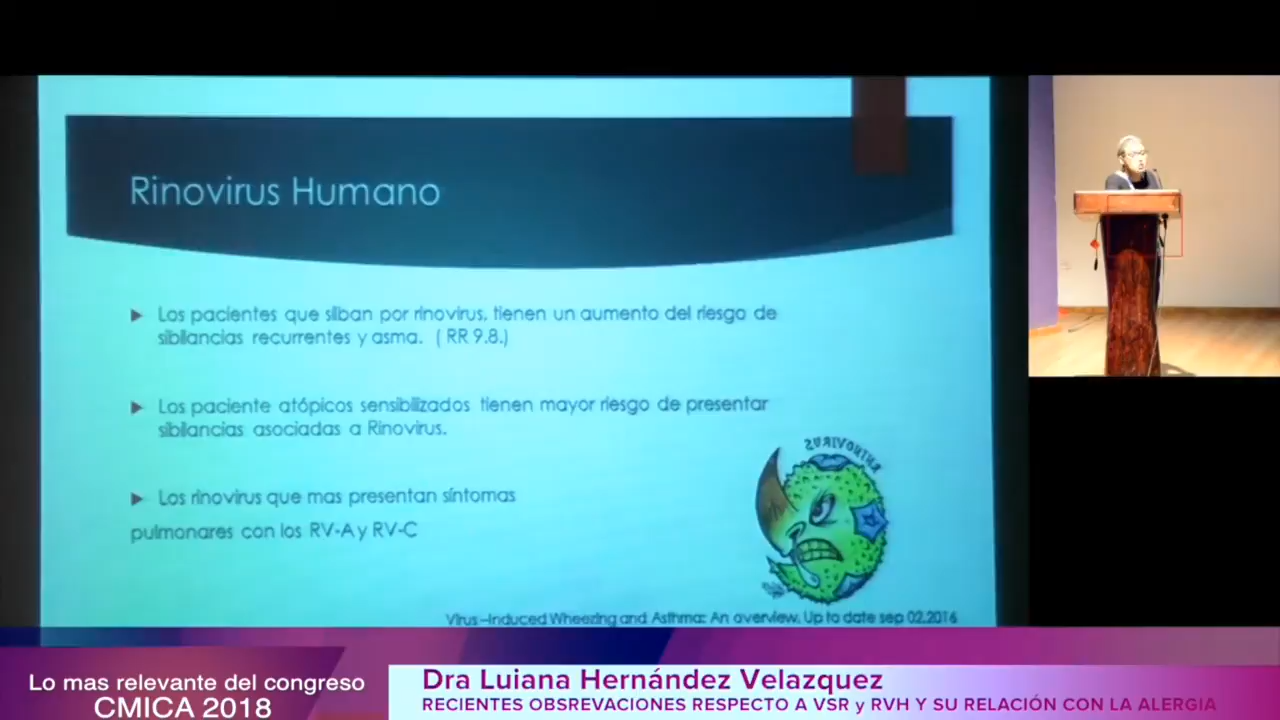 Rinovirus Humano
Los pacientes que silban por rinovirus, tienen un aumento del riesgo de
sibilancias recurrentes y asma. ( RR 9.8.)
Los paciente atópicos sensibilizados tienen mayor riesgo de presentar
sibilancias asociadas a Rinovirus.
Los rinovirus que mas presentan síntomas
pulmonares con los RV-A y RV-C
RHINOVIRUS
Virus –Induced Wheezing and Asthma: An overview. Up to date sep 02,2016
Lo mas relevante del congreso
CMICA 2018
Dra Luiana Hernández Velazquez
RECIENTES OBSREVACIONES RESPECTO A VSR y RVH Y SU RELACIÓN CON LA ALERGIA